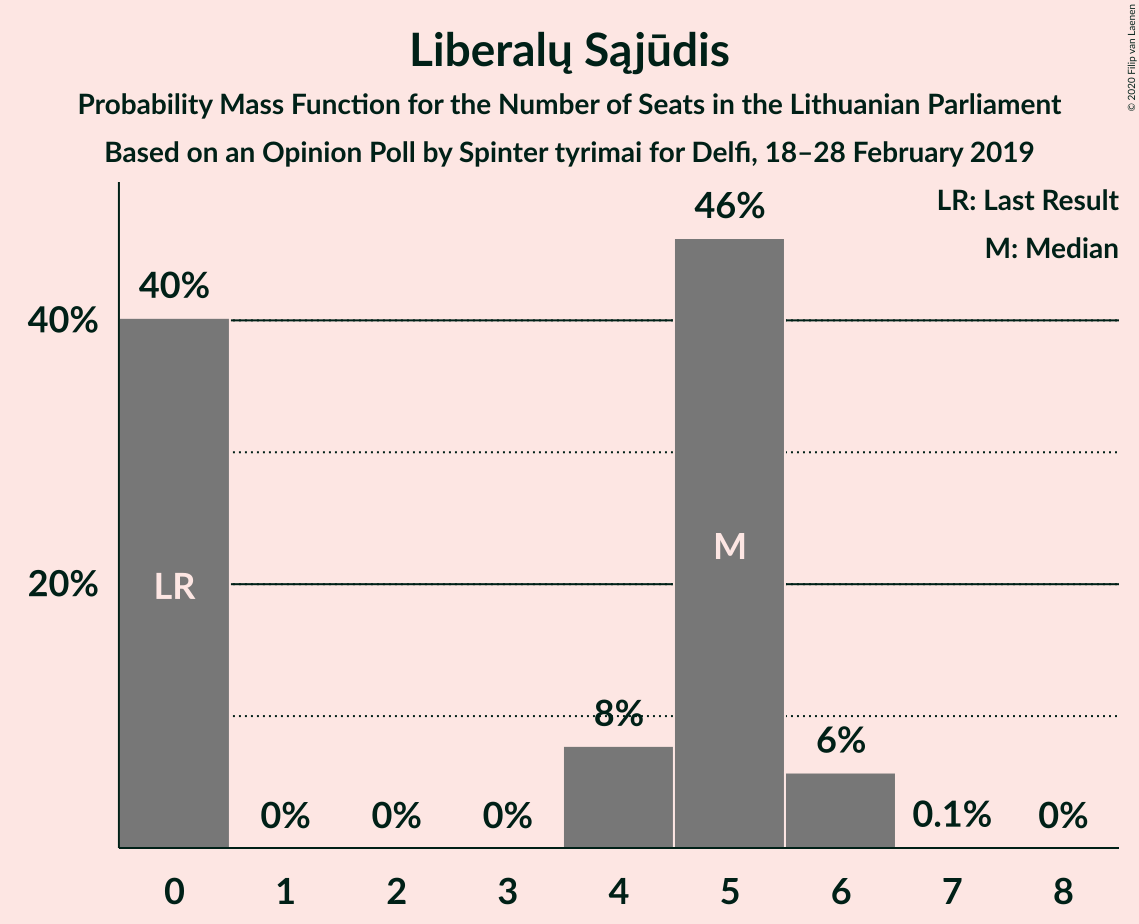 Liberalų Sąjūdis
Probability Mass Function for the Number of Seats in the Lithuanian Parliament
Based on an Opinion Poll by Spinter tyrimai for Delfi, 18–28 February 2019
© 2020 Filip van Laenen
LR: Last Result
M: Median
46%
40%
40%
M
20%
LR
8%
6%
0%
0%
0%
0.1%
0%
0
1
2
3
4
5
6
7
8